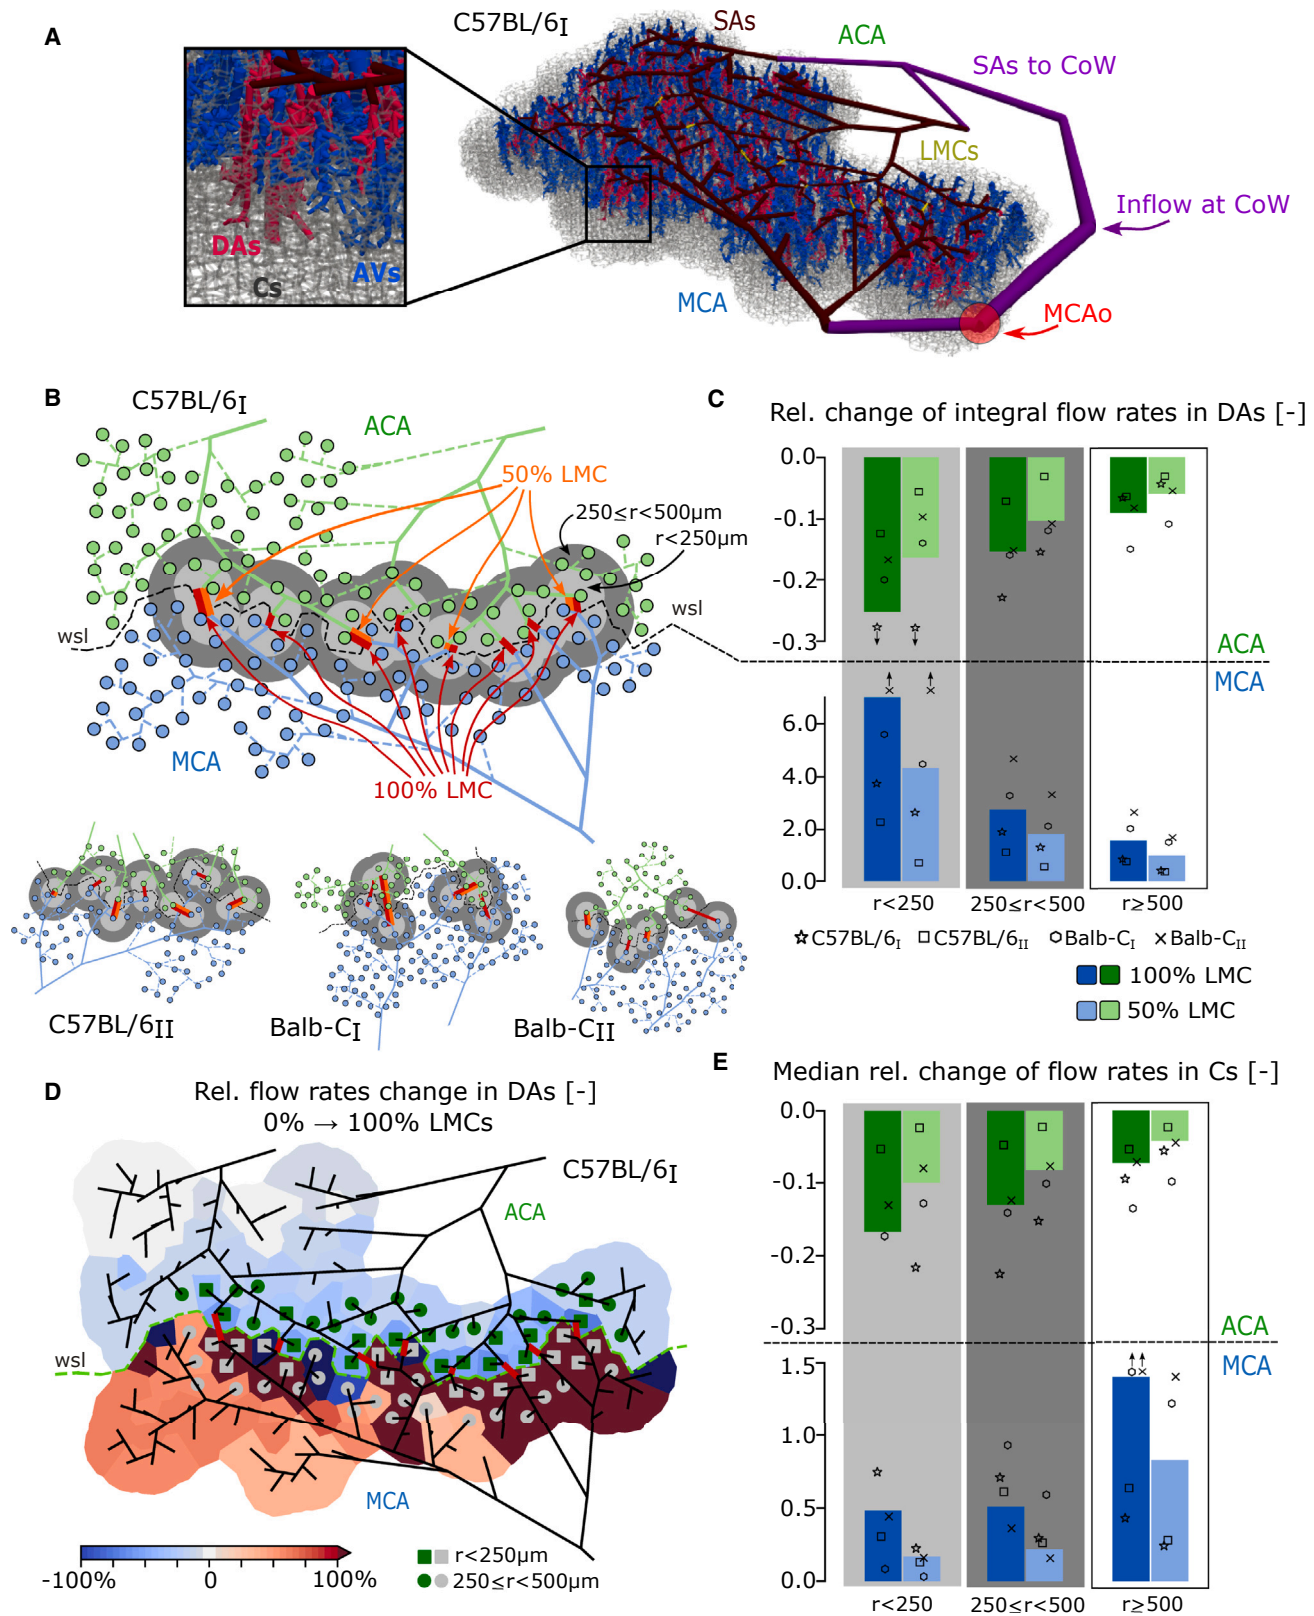 A
C57BL/6I
SAs
ACA
SAs to CoW
LMCs
Inflow at CoW
DAs
Cs
AVs
MCA
MCAo
B
C57BL/6I
ACA
50% LMC
250≤r<500µm
r<250µm
wsl
wsl
MCA
100% LMC
C57BL/6II
Balb-CI
Balb-CII
C
Rel. change of integral flow rates in DAs [-]
0.0
-0.1
-0.2
-0.3
ACA
MCA
6.0
4.0
2.0
0.0
r<250
250≤r<500
r≥500
C57BL/6I
C57BL/6II
Balb-CI
Balb-CII
100% LMC
50% LMC
D
Rel. flow rates change in DAs [-]
0% → 100% LMCs
C57BL/6I
ACA
wsl
MCA
-100%
0
100%
r<250µm
250≤r<500µm
E
Median rel. change of flow rates in Cs [-]
0.0
-0.1
-0.2
-0.3
ACA
MCA
1.5
1.0
0.5
0.0
r<250
250≤r<500
r≥500